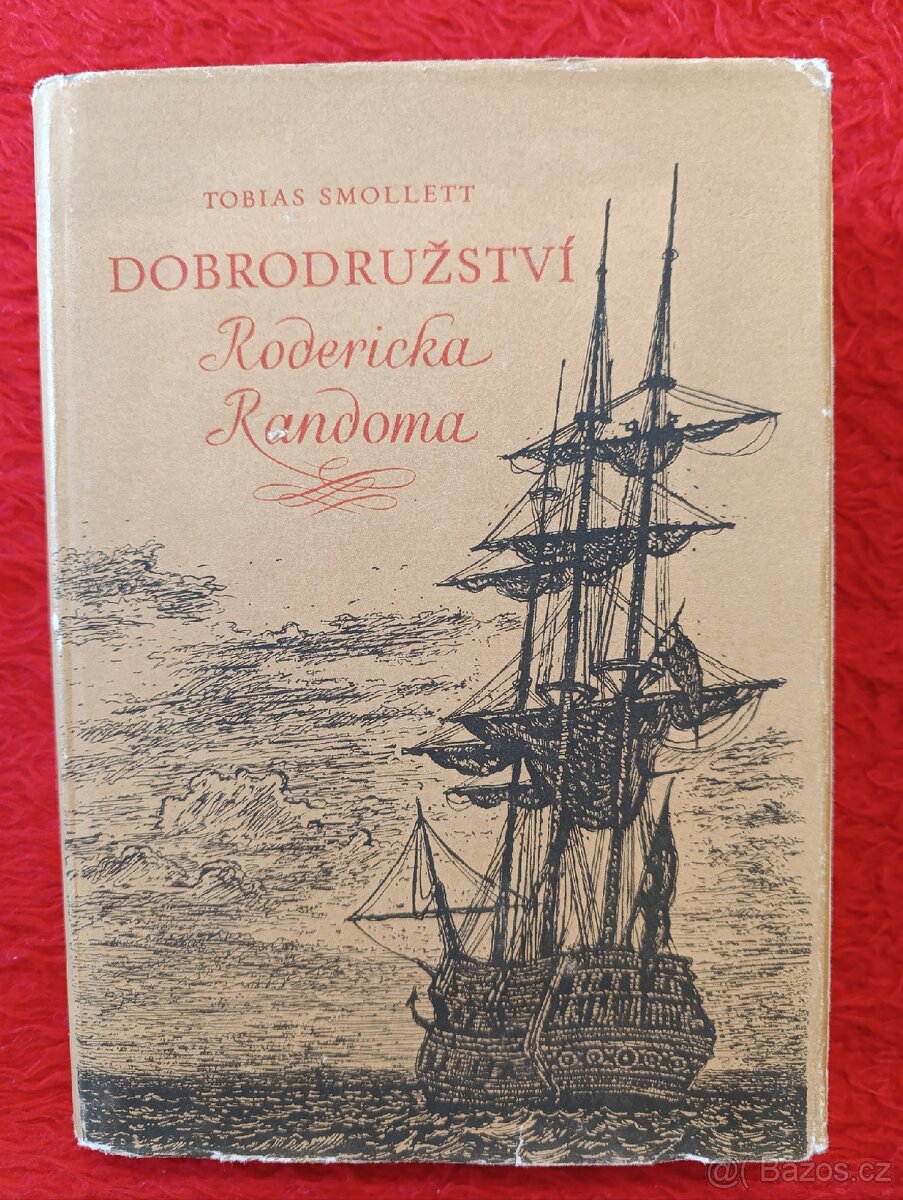 TOBIAS SMOLLETT
DOBRODRUŽSTVÍ
Rodericka
Randoma
@( Bazos.cz